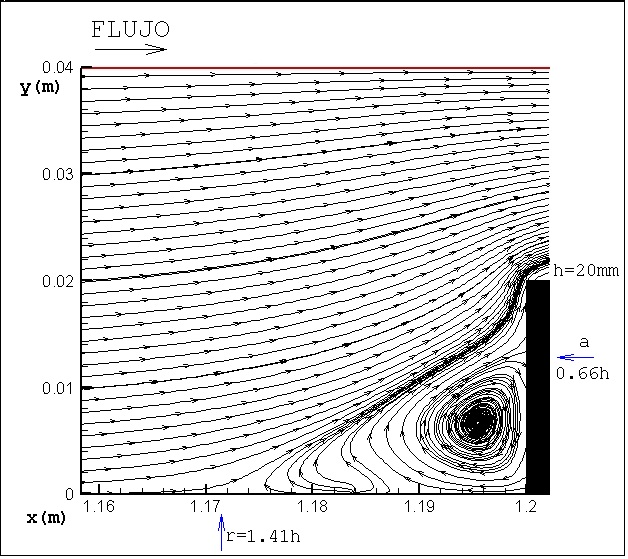 FLUJO
0.04
y(m)
0.03
0.02
h=20mm
a
0.66h
0.01
0
1.16 1.17 1.18 1.19 1.2
x(m)
r=1.41h